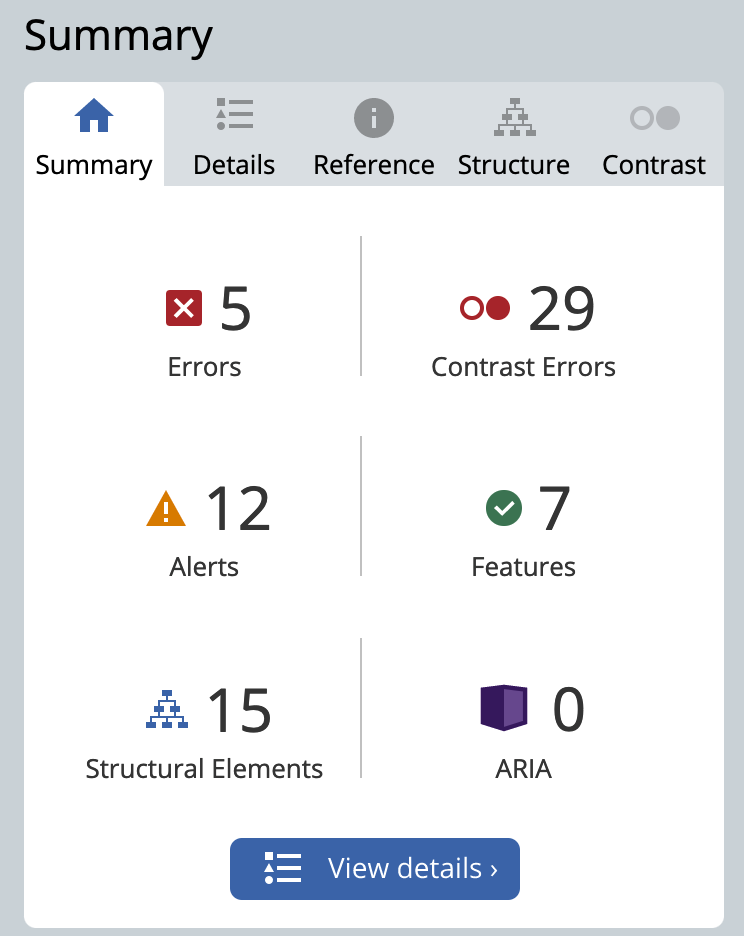 Summary
Summary Details Reference Structure Contrast
5 29
Errors Contrast Errors
12 7
Alerts Features
15 0
Structural Elements ARIA
View details ›